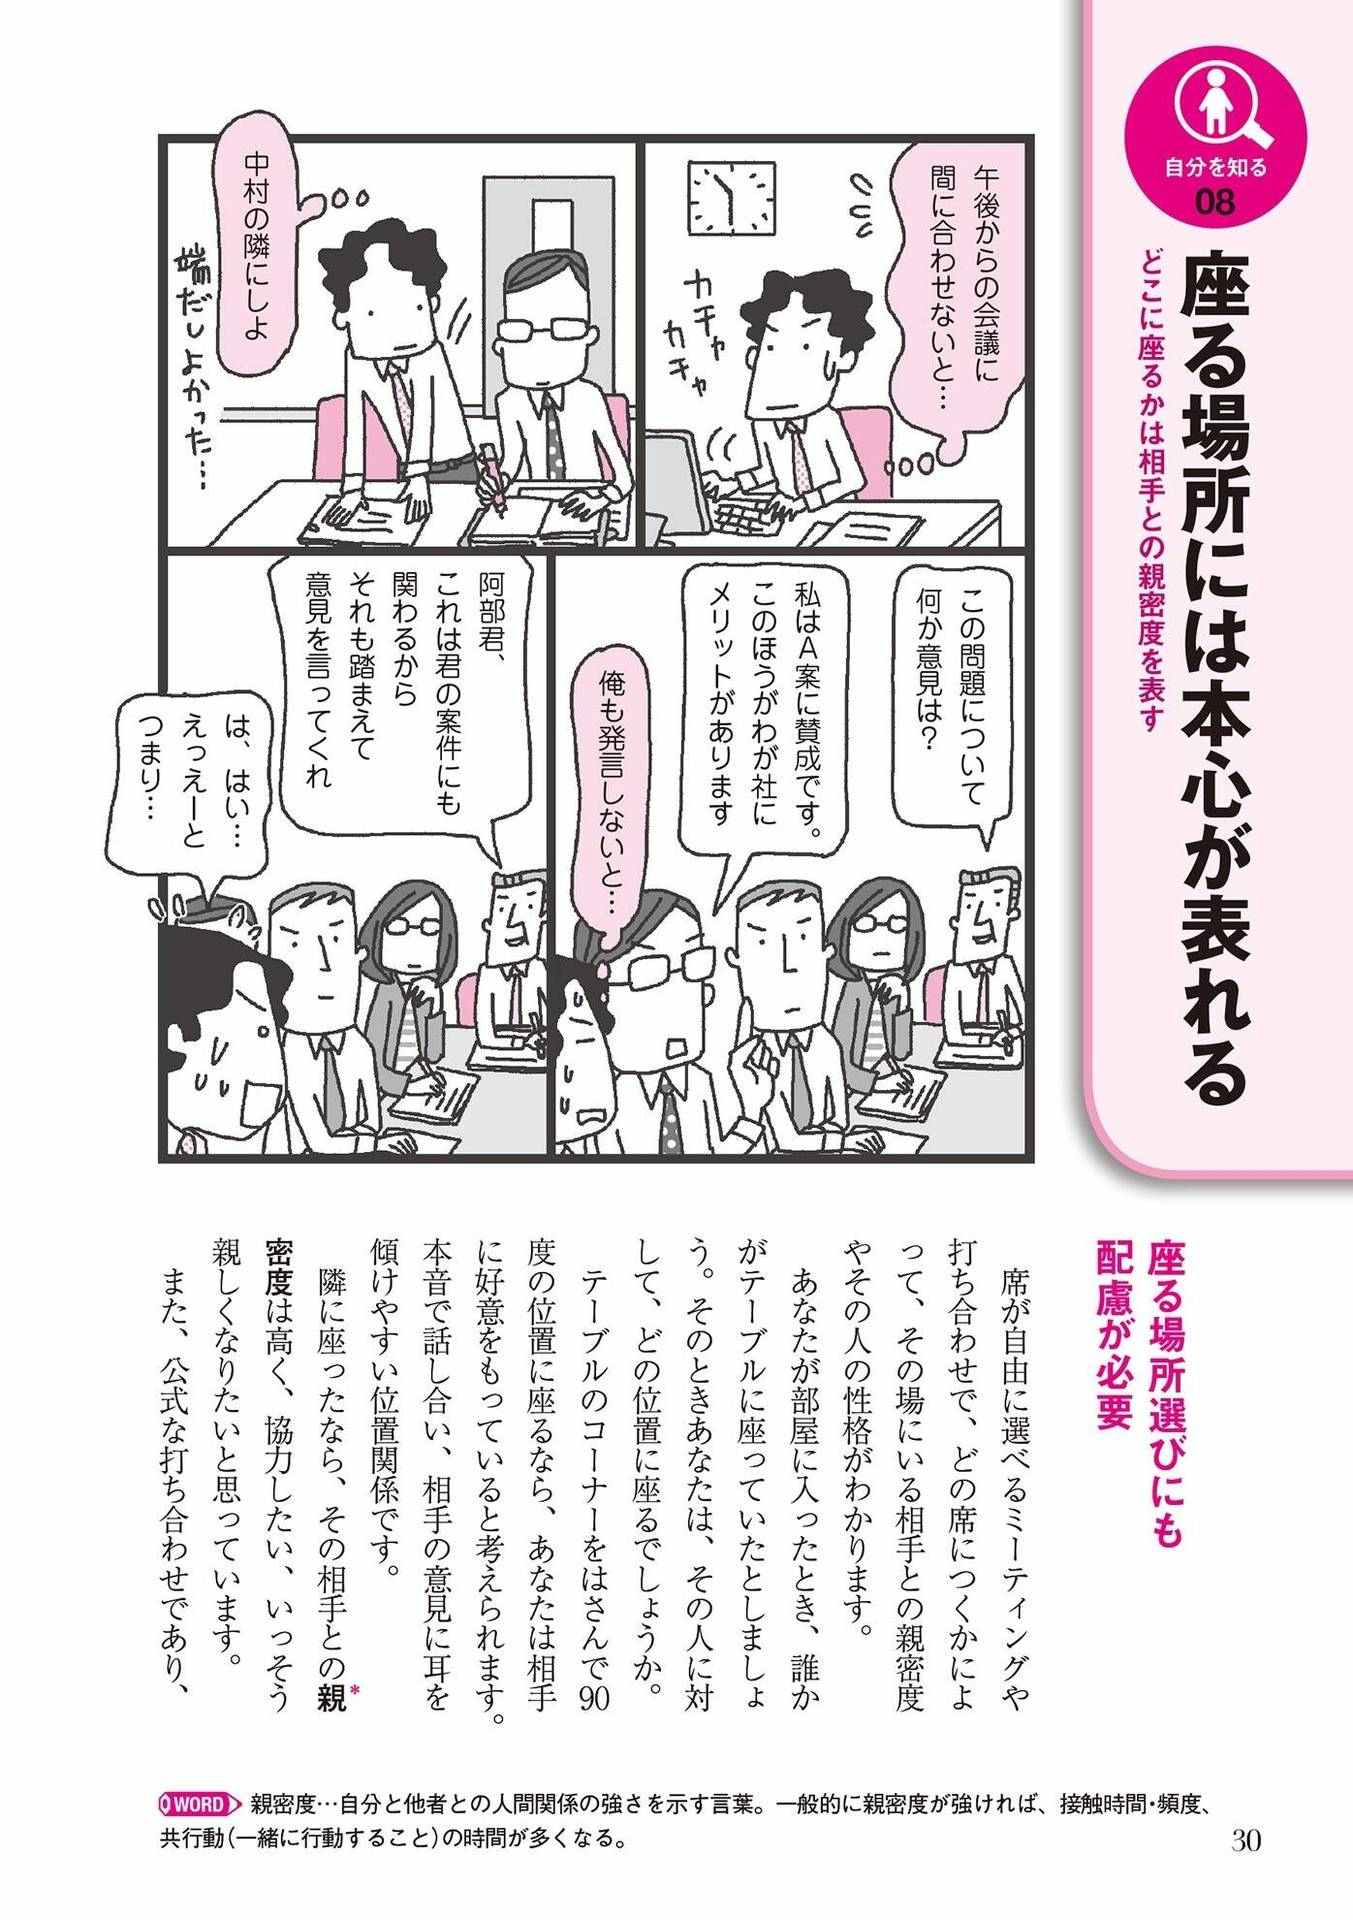 自分を知る
08
座る場所には本心が表れる
どこに座るかは相手との親密度を表す
午後からの会議に
間に合わせないと…
カチャ
カチャ
中村の隣にしよ
端だしよかった…
この問題について
何か意見は?
私はA案に賛成です。
このほうがわが社に
メリットがあります
俺も発言しないと…
阿部君、
これは君の案件にも
関わるから
それも踏まえて
意見を言ってくれ
は、はい…
えっえーと
つまり…
座る場所選びにも
配慮が必要
席が自由に選べるミーティングや
打ち合わせで、どの席につくかによ
って、その場にいる相手との親密度
やその人の性格がわかります。
あなたが部屋に入ったとき、誰か
がテーブルに座っていたとしましょ
う。そのときあなたは、その人に対
して、どの位置に座るでしょうか。
テーブルのコーナーをはさんで90
度の位置に座るなら、あなたは相手
に好意をもっていると考えられます。
本音で話し合い、相手の意見に耳を
傾けやすい位置関係です。
隣に座ったなら、その相手との親*
密度は高く、協力したい、いっそう
親しくなりたいと思っています。
また、公式な打ち合わせであり、
WORD 親密度…自分と他者との人間関係の強さを示す言葉。一般的に親密度が強ければ、接触時間・頻度、
共行動（一緒に行動すること）の時間が多くなる。
30